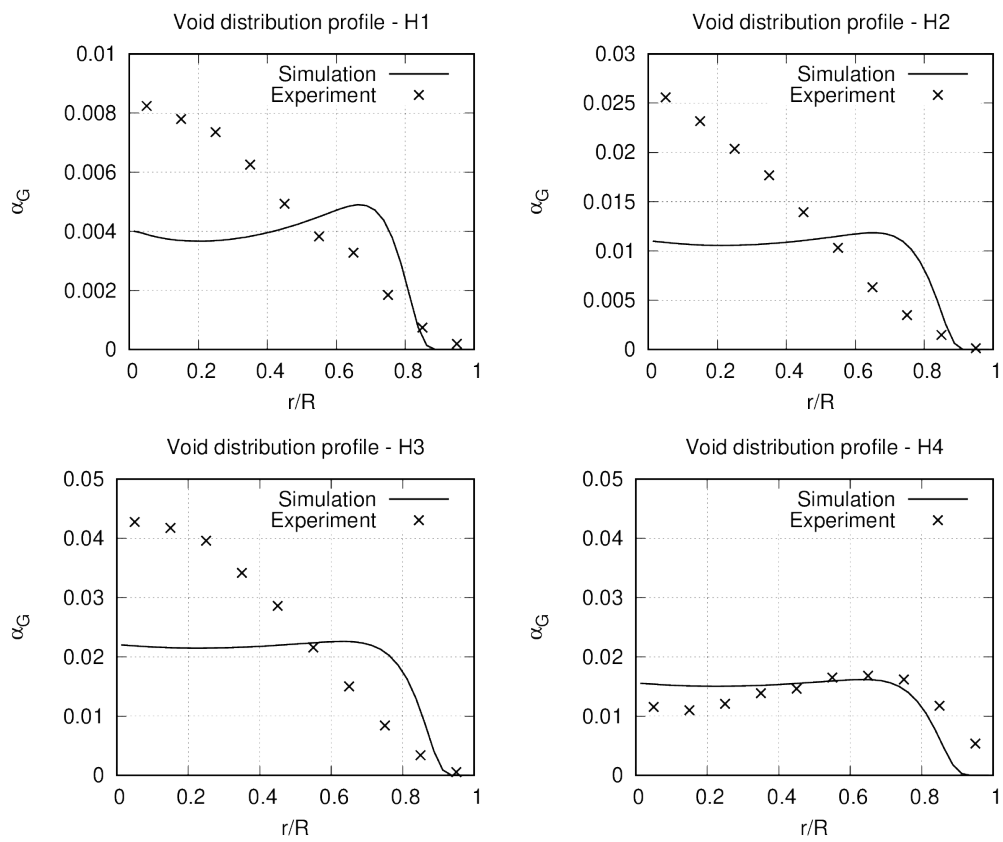 Void distribution profile - H1
0.01
0.008
0.006
0.004
0.002
0
αG
Simulation
Experiment
0 0.2 0.4 0.6 0.8 1
r/R
Void distribution profile - H2
0.03
0.025
0.02
0.015
0.01
0.005
0
αG
Simulation
Experiment
0 0.2 0.4 0.6 0.8 1
r/R
Void distribution profile - H3
0.05
0.04
0.03
0.02
0.01
0
αG
Simulation
Experiment
0 0.2 0.4 0.6 0.8 1
r/R
Void distribution profile - H4
0.05
0.04
0.03
0.02
0.01
0
αG
Simulation
Experiment
0 0.2 0.4 0.6 0.8 1
r/R